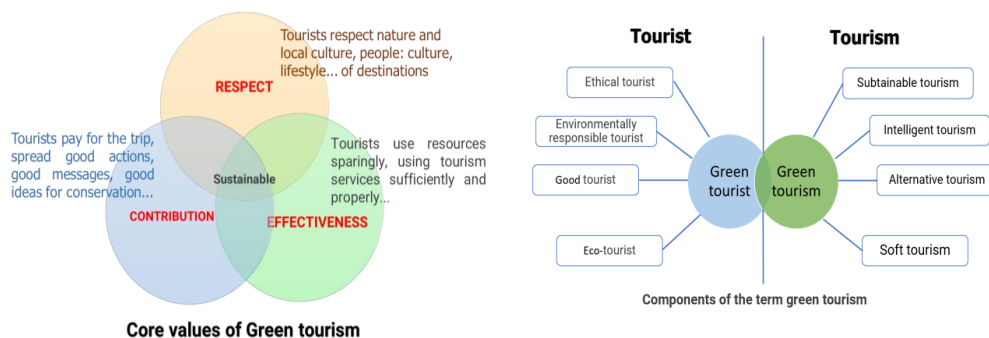 Tourists respect nature and
local culture, people: culture,
lifestyle... of destinations
RESPECT
Tourists pay for the trip,
spread good actions,
good messages, good
ideas for conservation...
Tourists use resources
sparingly, using tourism
services sufficiently and
properly...
Sustainable
CONTRIBUTION
EFFECTIVENESS
Core values of Green tourism
Tourist
Tourism
Ethical tourist
Environmentally
responsible tourist
Good tourist
Eco-tourist
Green
tourist
Green
tourism
Subtainable tourism
Intelligent tourism
Alternative tourism
Soft tourism
Components of the term green tourism